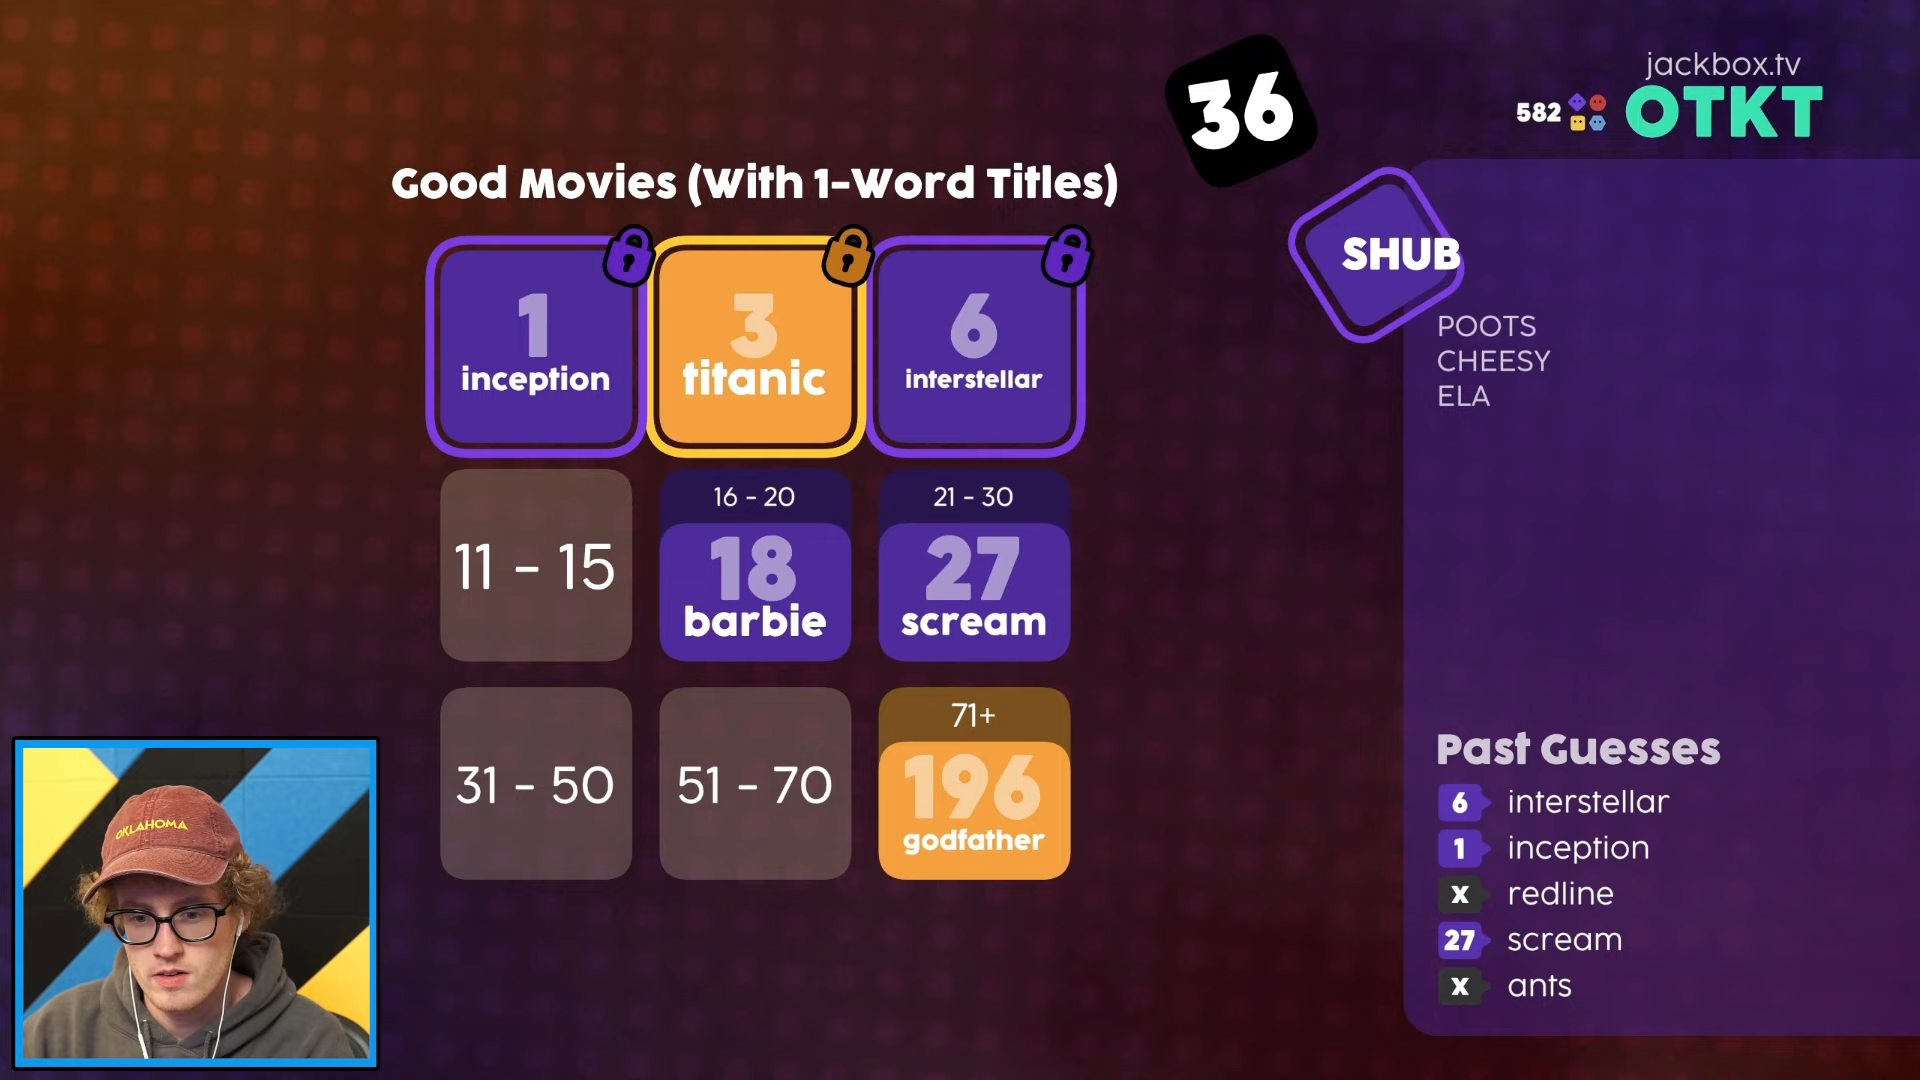 jackbox.tv
582 OTKT
36
Good Movies (With 1-Word Titles)
1
inception
3
titanic
6
interstellar
11 - 15
16 - 20
18
barbie
21 - 30
27
scream
31 - 50
51 - 70
71+
196
godfather
SHUB
POOTS
CHEESY
ELA
Past Guesses
6 interstellar
1 inception
X redline
27 scream
X ants
OKLAHOMA